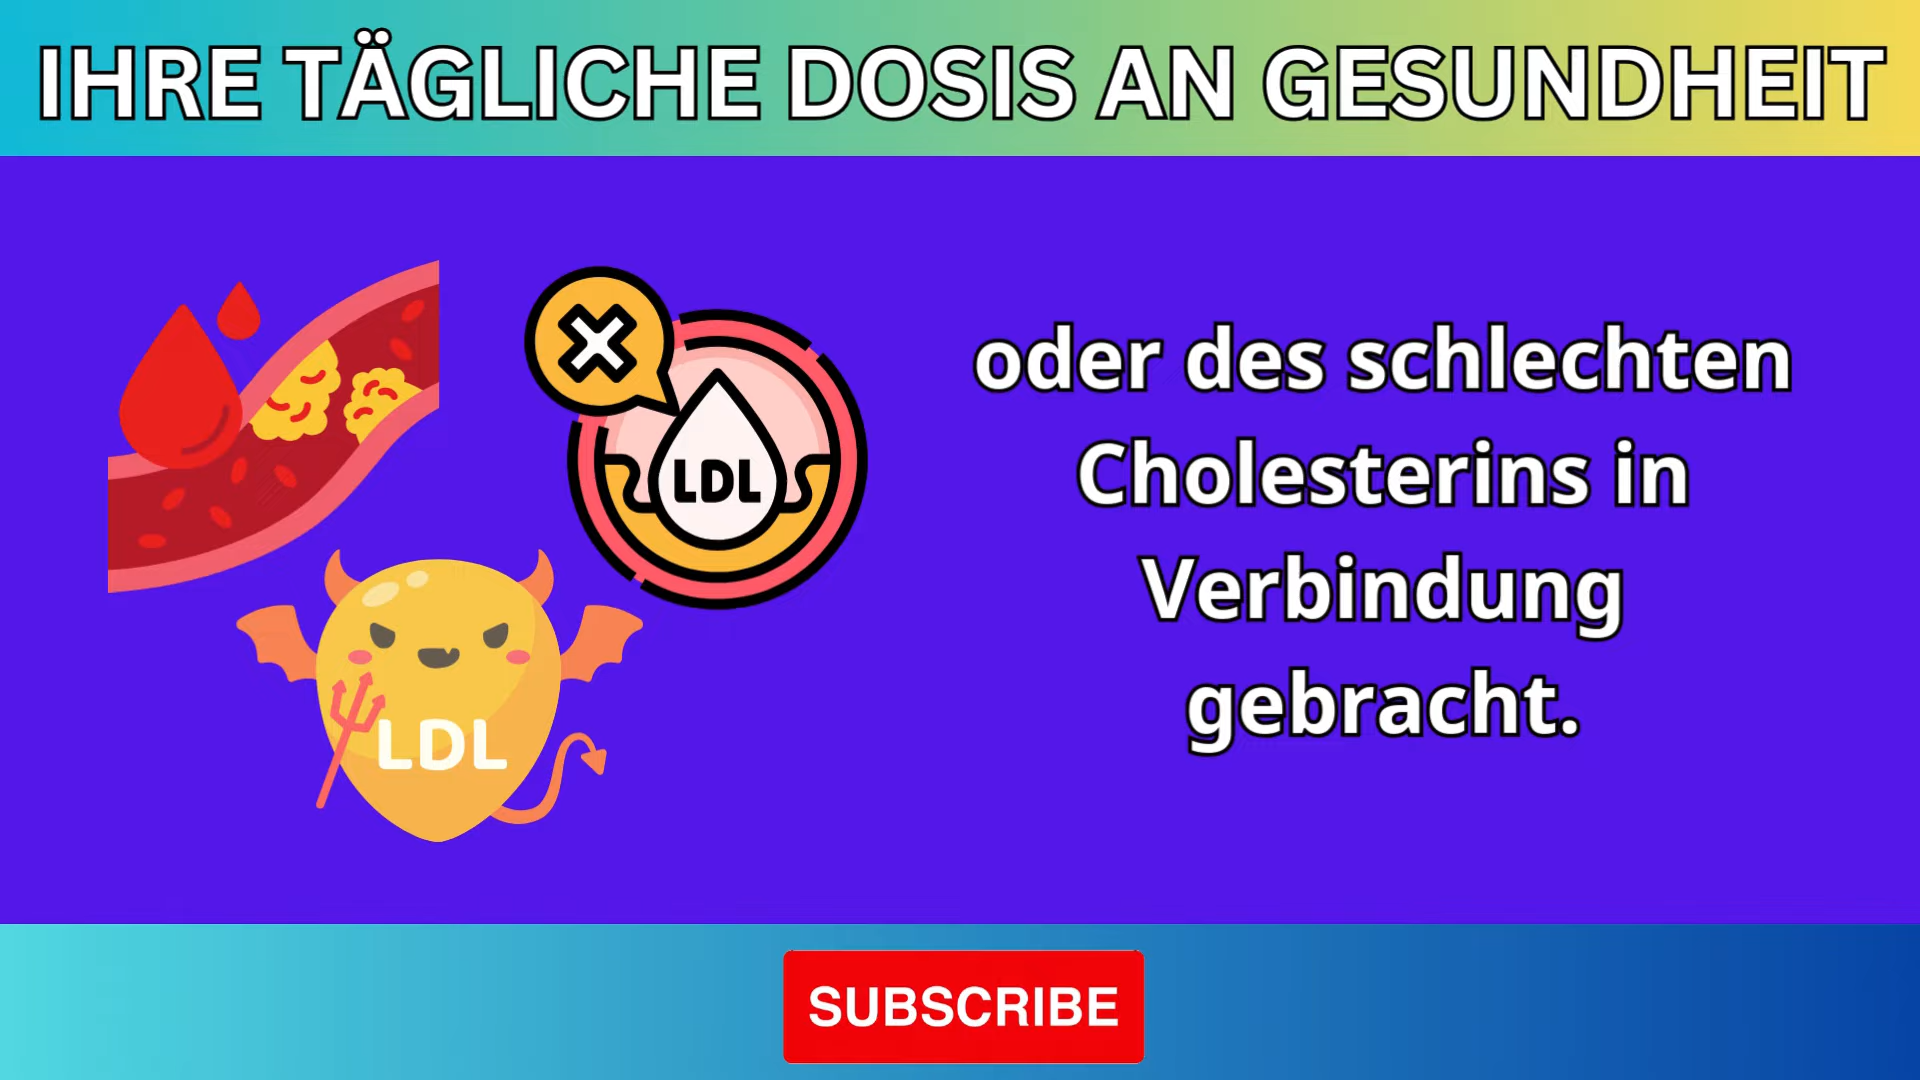 IHRE TÄGLICHE DOSIS AN GESUNDHEIT
LDL
LDL
oder des schlechten
Cholesterins in
Verbindung
gebracht.
SUBSCRIBE